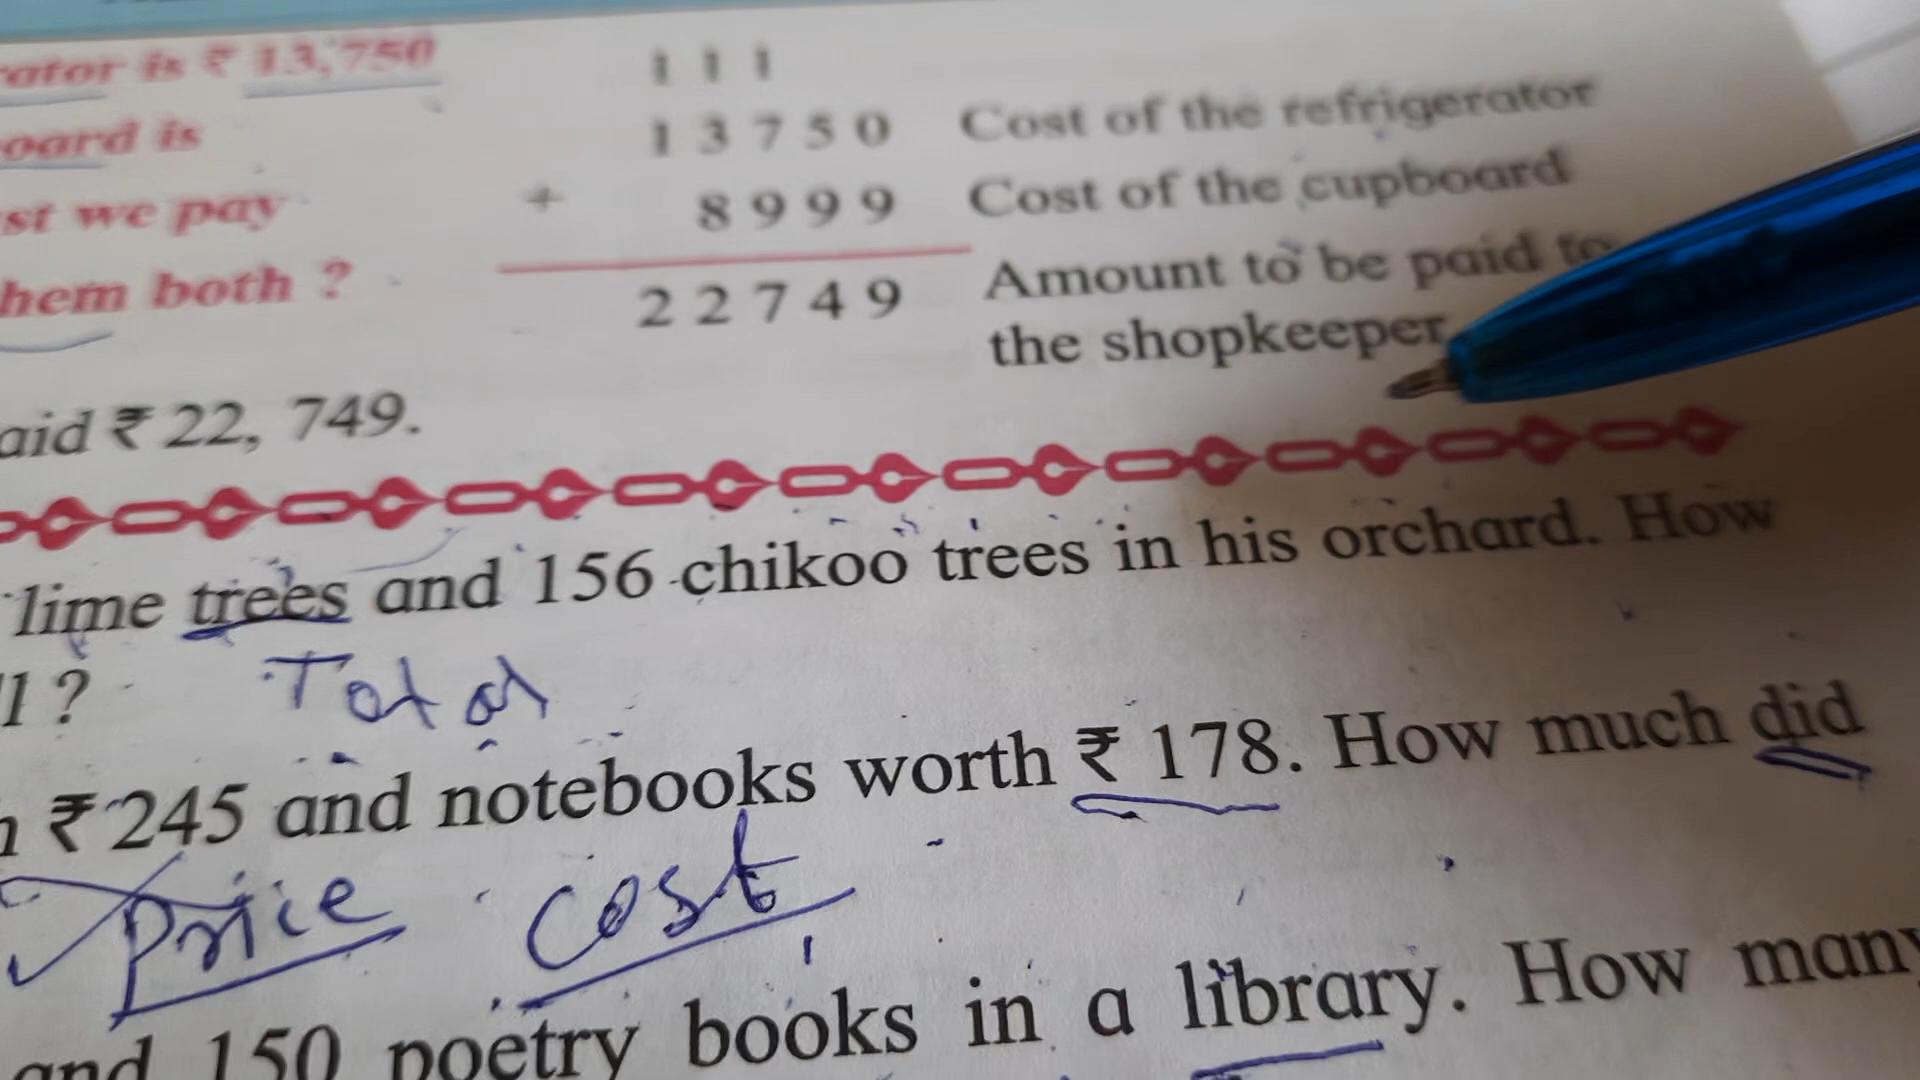 rator is ₹ 13,750
1 1 1
oard is
1 3 7 5 0 Cost of the refrigerator
st we pay
+ 8 9 9 9 Cost of the cupboard
hem both ?
2 2 7 4 9 Amount to be paid to
the shopkeeper
aid ₹ 22, 749.
lime trees and 156 chikoo trees in his orchard. How
ll ?
Total
₹ 245 and notebooks worth ₹ 178. How much did
Price cost
and 150 poetry books in a library. How many